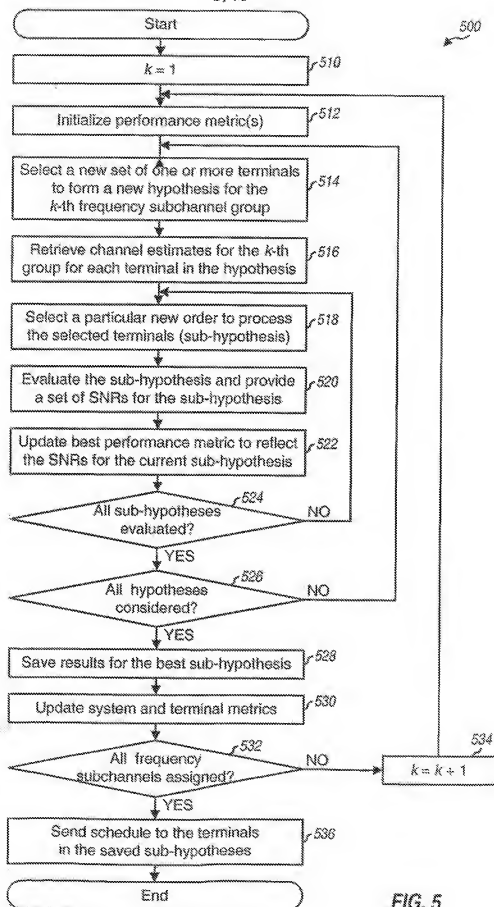 Start
500
k = 1
510
Initialize performance metric(s)
512
Select a new set of one or more terminals
to form a new hypothesis for the
k-th frequency subchannel group
514
Retrieve channel estimates for the k-th
group for each terminal in the hypothesis
516
Select a particular new order to process
the selected terminals (sub-hypothesis)
518
Evaluate the sub-hypothesis and provide
a set of SNRs for the sub-hypothesis
520
Update best performance metric to reflect
the SNRs for the current sub-hypothesis
522
524
All sub-hypotheses
evaluated?
NO
YES
526
All hypotheses
considered?
NO
YES
Save results for the best sub-hypothesis
528
Update system and terminal metrics
530
532
All frequency
subchannels assigned?
NO
534
k = k + 1
YES
Send schedule to the terminals
in the saved sub-hypotheses
536
End
FIG. 5